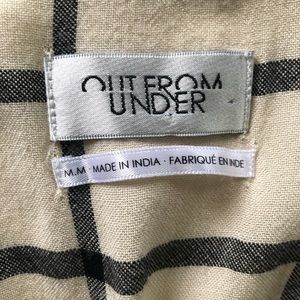 OUT FROM
UNDER
M.M · MADE IN INDIA · FABRIQUÉ EN INDE